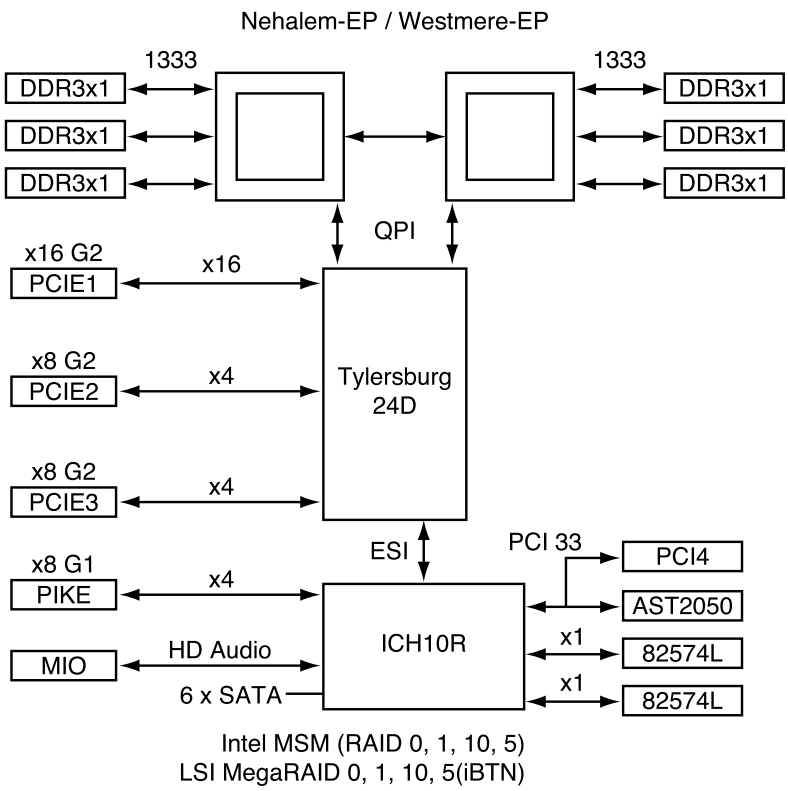 Nehalem-EP / Westmere-EP
1333
1333
DDR3x1
DDR3x1
DDR3x1
DDR3x1
DDR3x1
DDR3x1
QPI
x16 G2
PCIE1
x16
x8 G2
PCIE2
x4
Tylersburg
24D
x8 G2
PCIE3
x4
ESI
PCI 33
PCI4
x8 G1
PIKE
x4
AST2050
ICH10R
HD Audio
MIO
x1
82574L
6 x SATA
x1
82574L
Intel MSM (RAID 0, 1, 10, 5)
LSI MegaRAID 0, 1, 10, 5(iBTN)